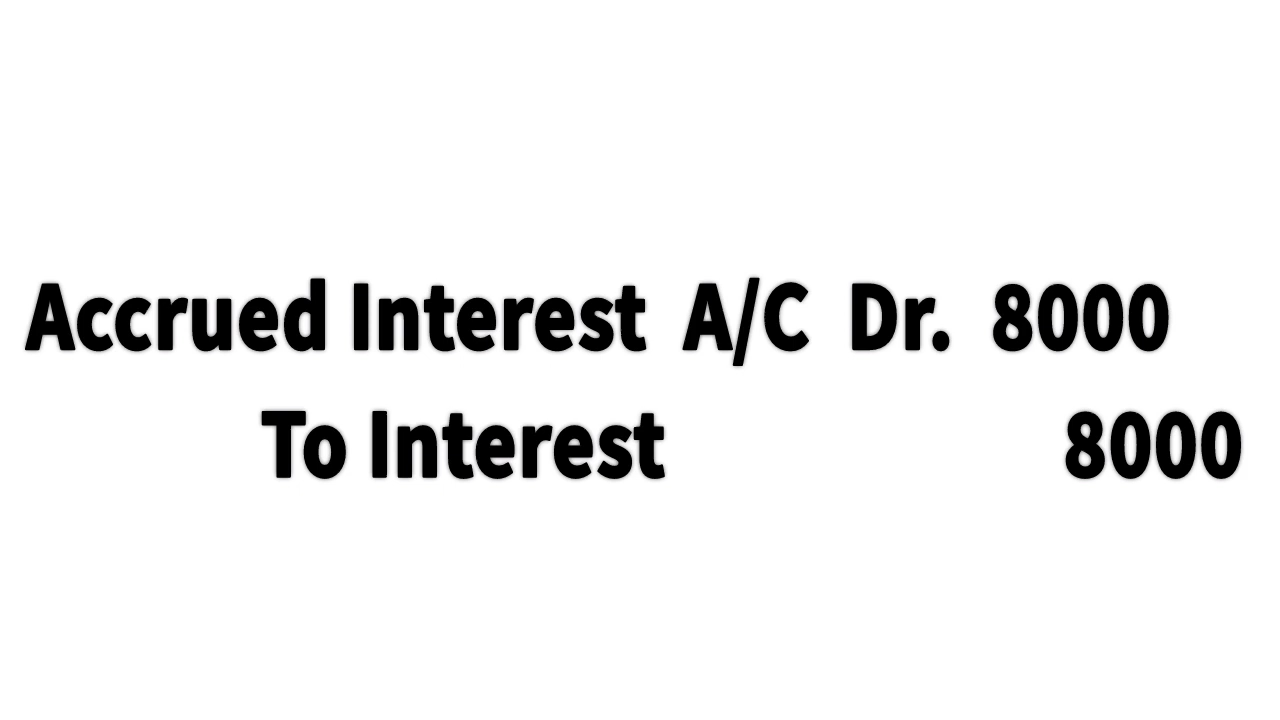 Accrued Interest A/C Dr. 8000
To Interest 8000